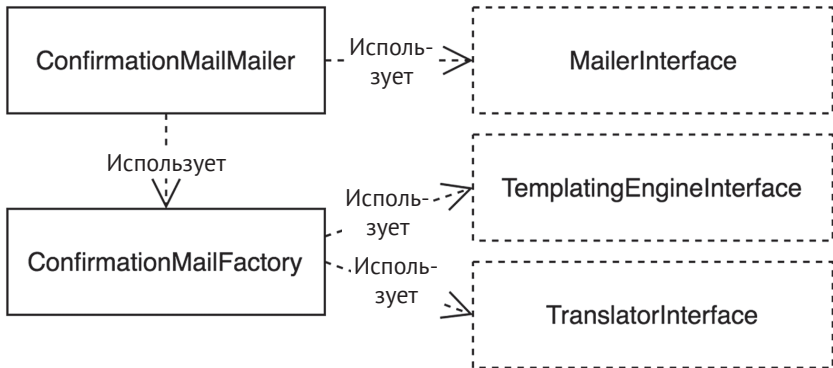 ConfirmationMailMailer
Исполь-
зует
MailerInterface
Использует
ConfirmationMailFactory
Исполь-
зует
TemplatingEngineInterface
Исполь-
зует
TranslatorInterface